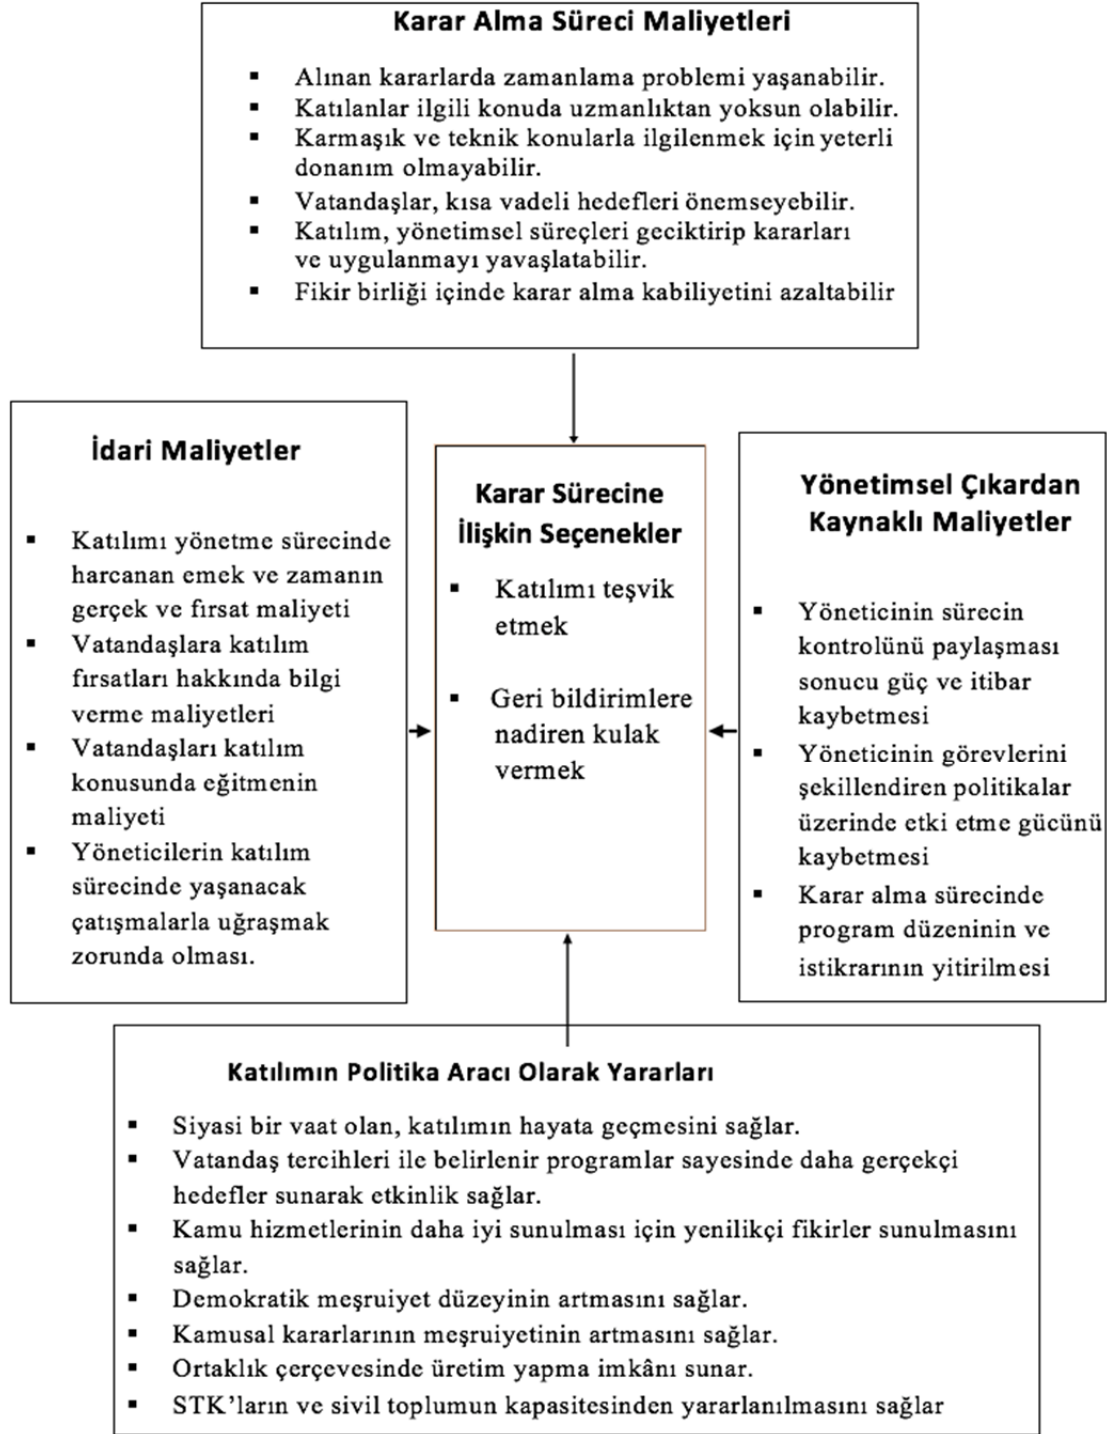 Karar Alma Süreci Maliyetleri
▪ Alınan kararlarda zamanlama problemi yaşanabilir.
▪ Katılanlar ilgili konuda uzmanlıktan yoksun olabilir.
▪ Karmaşık ve teknik konularla ilgilenmek için yeterli
donanım olmayabilir.
▪ Vatandaşlar, kısa vadeli hedefleri önemseyebilir.
▪ Katılım, yönetimsel süreçleri geciktirip kararları
ve uygulanmayı yavaşlatabilir.
▪ Fikir birliği içinde karar alma kabiliyetini azaltabilir
İdari Maliyetler
▪ Katılımı yönetme sürecinde
harcanan emek ve zamanın
gerçek ve fırsat maliyeti
▪ Vatandaşlara katılım
fırsatları hakkında bilgi
verme maliyetleri
▪ Vatandaşları katılım
konusunda eğitmenin
maliyeti
▪ Yöneticilerin katılım
sürecinde yaşanacak
çatışmalarla uğraşmak
zorunda olması.
Karar Sürecine
İlişkin Seçenekler
▪ Katılımı teşvik
etmek
▪ Geri bildirimlere
nadiren kulak
vermek
Yönetimsel Çıkardan
Kaynaklı Maliyetler
▪ Yöneticinin sürecin
kontrolünü paylaşması
sonucu güç ve itibar
kaybetmesi
▪ Yöneticinin görevlerini
şekillendiren politikalar
üzerinde etki etme gücünü
kaybetmesi
▪ Karar alma sürecinde
program düzeninin ve
istikrarının yitirilmesi
Katılımın Politika Aracı Olarak Yararları
▪ Siyasi bir vaat olan, katılımın hayata geçmesini sağlar.
▪ Vatandaş tercihleri ile belirlenir programlar sayesinde daha gerçekçi
hedefler sunarak etkinlik sağlar.
▪ Kamu hizmetlerinin daha iyi sunulması için yenilikçi fikirler sunulmasını
sağlar.
▪ Demokratik meşruiyet düzeyinin artmasını sağlar.
▪ Kamusal kararlarının meşruiyetinin artmasını sağlar.
▪ Ortaklık çerçevesinde üretim yapma imkânı sunar.
▪ STK’ların ve sivil toplumun kapasitesinden yararlanılmasını sağlar